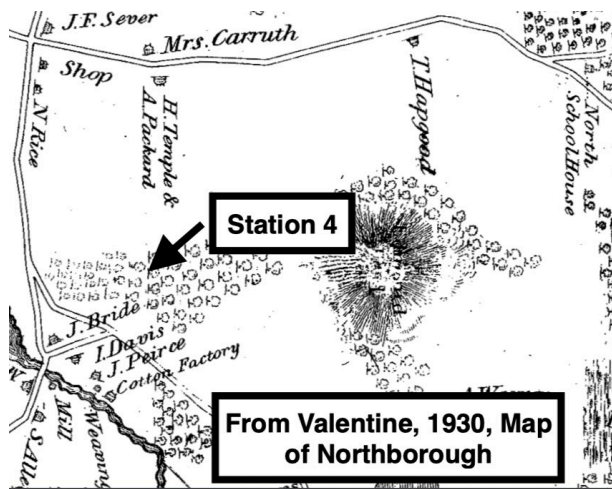 J.F. Sever
Mrs. Carruth
Shop
N Rice
H. Temple &
A. Packard
T. Hapgood
North
School House
Station 4
J. Bride
I. Davis
J. Peirce
Cotton Factory
Mill
From Valentine, 1930, Map
of Northborough